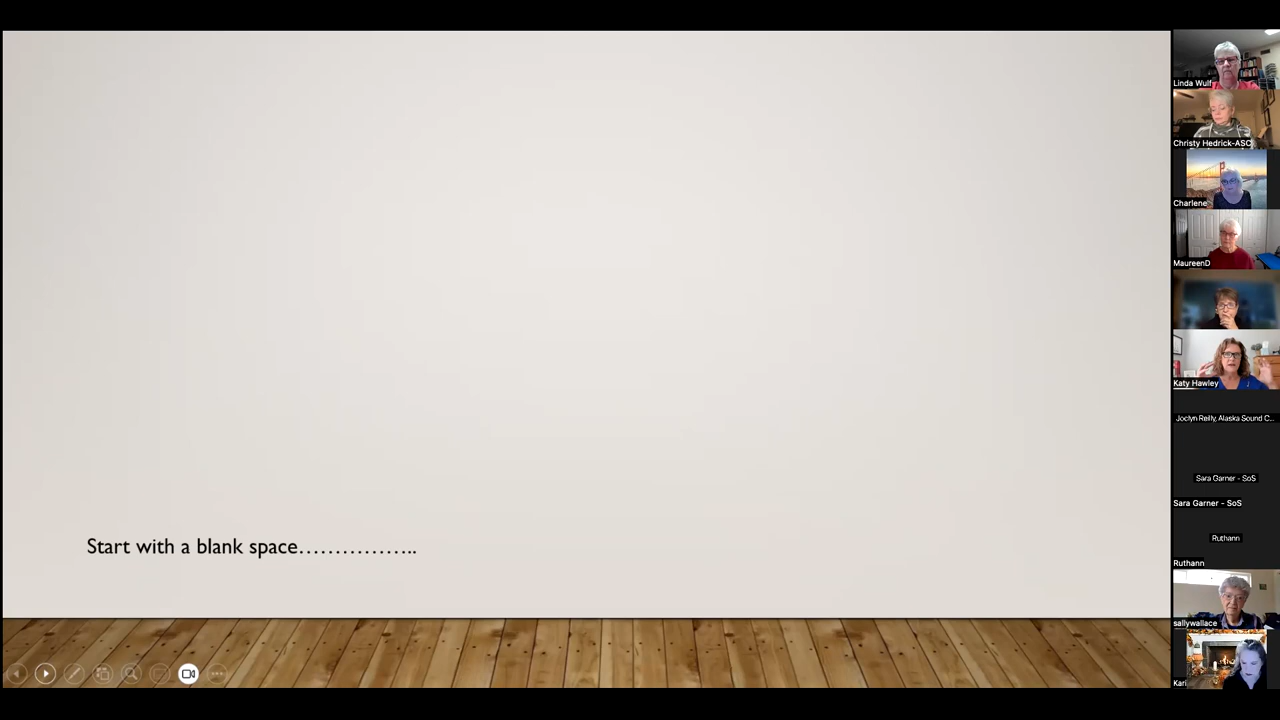 Start with a blank space……………..
Linda Wulf
Christy Hedrick-ASC
Charlene
MaureenD
Katy Hawley
Joclyn Reilly, Alaska Sound C...
Sara Garner - SoS
Sara Garner - SoS
Ruthann
Ruthann
sallywallace
Kari